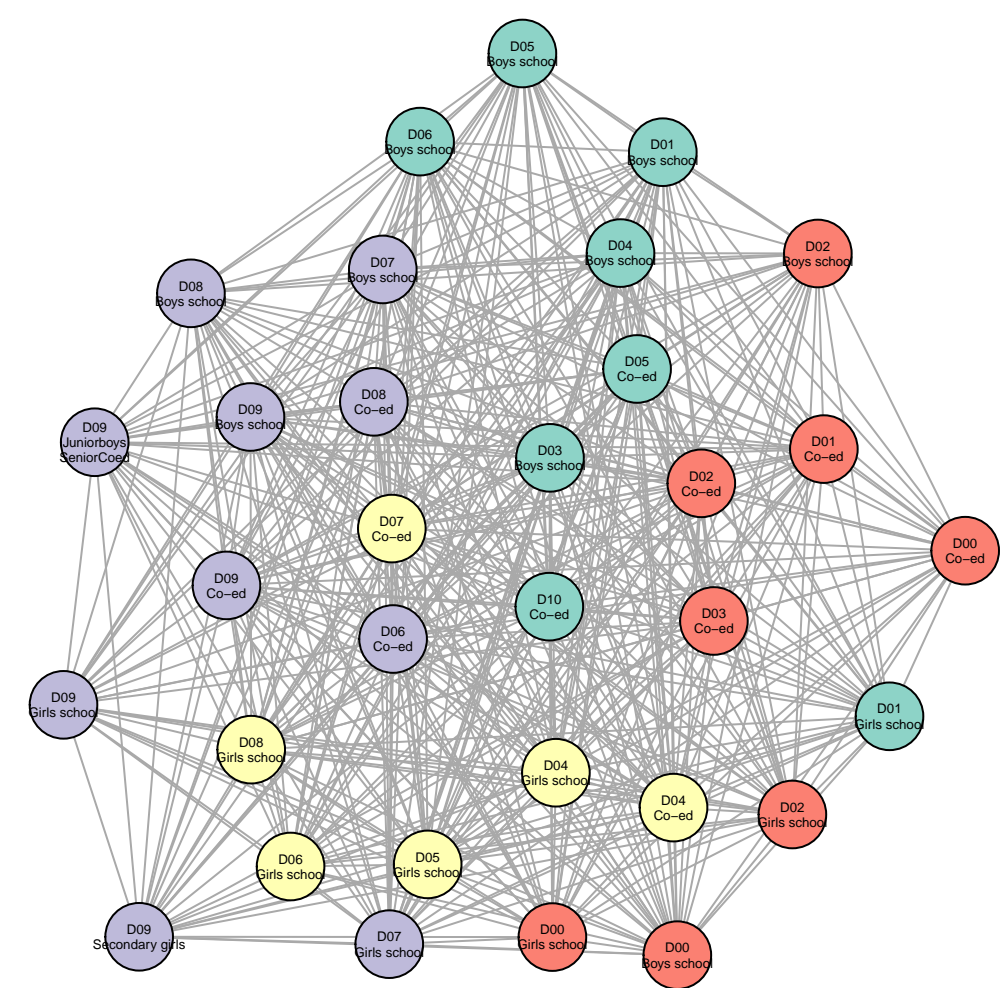 D05
Boys school
D06
Boys school
D01
Boys school
D04
Boys school
D02
Boys school
D07
Boys school
D08
Boys school
D05
Co−ed
D08
Co−ed
D09
Boys school
D09
Juniorboys
SeniorCoed
D01
Co−ed
D03
Boys school
D02
Co−ed
D07
Co−ed
D00
Co−ed
D09
Co−ed
D10
Co−ed
D03
Co−ed
D06
Co−ed
D09
Girls school
D01
Girls school
D08
Girls school
D04
Girls school
D04
Co−ed
D02
Girls school
D06
Girls school
D05
Girls school
D09
Secondary girls
D07
Girls school
D00
Girls school
D00
Boys school